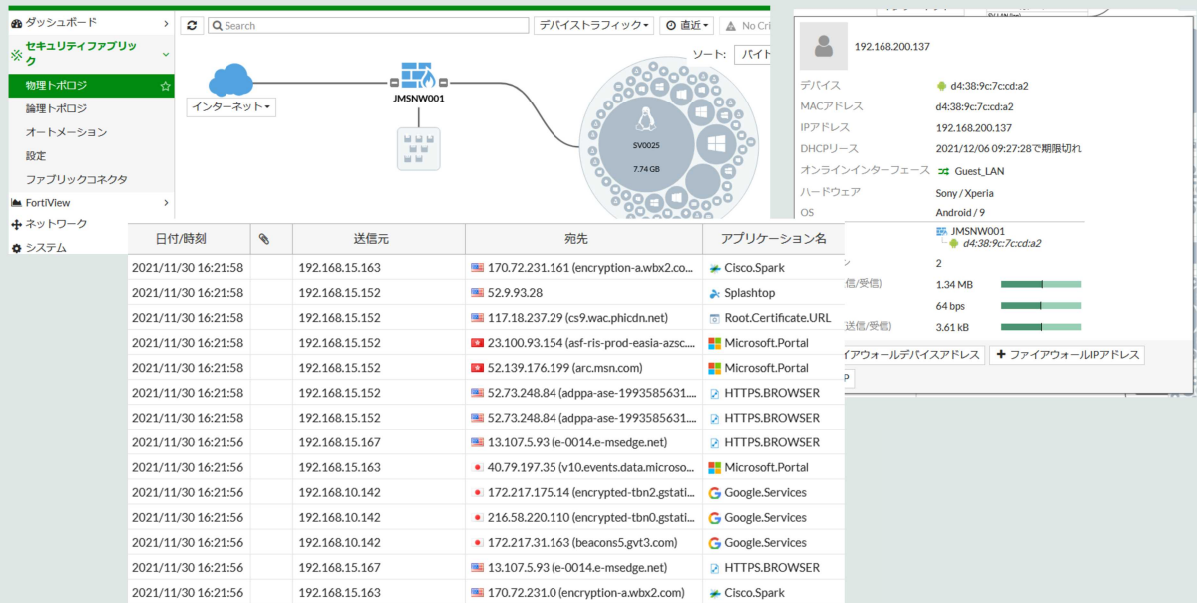 ダッシュボード
セキュリティファブリック
物理トポロジ
論理トポロジ
オートメーション
設定
ファブリックコネクタ
FortiView
ネットワーク
システム
Search
デバイストラフィック
直近
No Cri
ソート:
バイト
インターネット
JMSNW001
SV0025
7.74 GB
192.168.200.137
デバイス d4:38:9c:7c:cd:a2
MACアドレス d4:38:9c:7c:cd:a2
IPアドレス 192.168.200.137
DHCPリース 2021/12/06 09:27:28で期限切れ
オンラインインターフェース Guest_LAN
ハードウェア Sony / Xperia
OS Android / 9
JMSNW001
d4:38:9c:7c:cd:a2
2
信/受信) 1.34 MB
64 bps
送信/受信) 3.61 kB
イアウォールデバイスアドレス
ファイアウォールIPアドレス
P
日付/時刻 送信元 宛先 アプリケーション名
2021/11/30 16:21:58 192.168.15.163 170.72.231.161 (encryption-a.wbx2.co... Cisco.Spark
2021/11/30 16:21:58 192.168.15.152 52.9.93.28 Splashtop
2021/11/30 16:21:58 192.168.15.152 117.18.237.29 (cs9.wac.phicdn.net) Root.Certificate.URL
2021/11/30 16:21:58 192.168.15.152 23.100.93.154 (asf-ris-prod-easia-azsc.... Microsoft.Portal
2021/11/30 16:21:58 192.168.15.152 52.139.176.199 (arc.msn.com) Microsoft.Portal
2021/11/30 16:21:58 192.168.15.152 52.73.248.84 (adppa-ase-1993585631.... HTTPS.BROWSER
2021/11/30 16:21:58 192.168.15.152 52.73.248.84 (adppa-ase-1993585631.... HTTPS.BROWSER
2021/11/30 16:21:56 192.168.15.167 13.107.5.93 (e-0014.e-msedge.net) HTTPS.BROWSER
2021/11/30 16:21:56 192.168.15.163 40.79.197.35 (v10.events.data.microso... Microsoft.Portal
2021/11/30 16:21:56 192.168.10.142 172.217.175.14 (encrypted-tbn2.gstati... Google.Services
2021/11/30 16:21:56 192.168.10.142 216.58.220.110 (encrypted-tbn0.gstati... Google.Services
2021/11/30 16:21:56 192.168.10.142 172.217.31.163 (beacons5.gvt3.com) Google.Services
2021/11/30 16:21:56 192.168.15.167 13.107.5.93 (e-0014.e-msedge.net) HTTPS.BROWSER
2021/11/30 16:21:56 192.168.15.163 170.72.231.0 (encryption-a.wbx2.com) Cisco.Spark